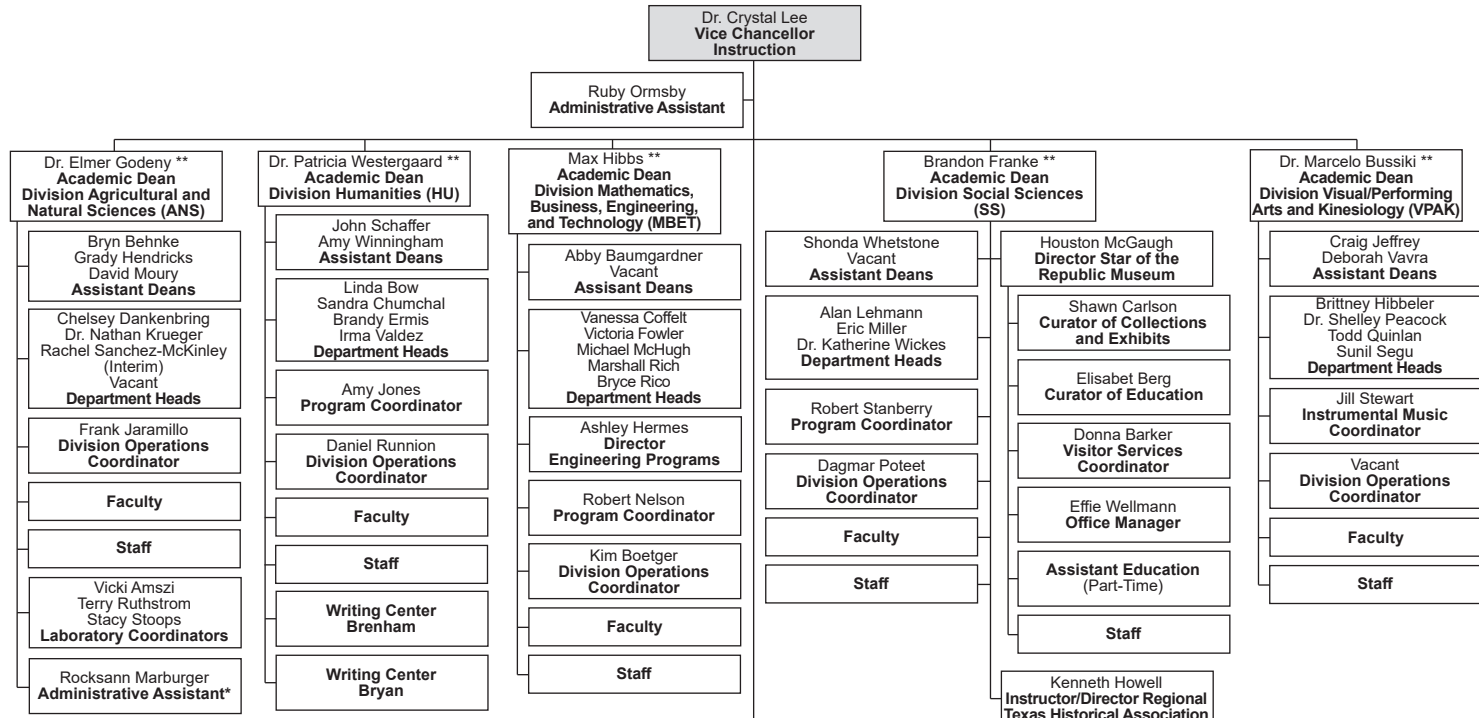 Dr. Crystal Lee
Vice Chancellor
Instruction
Ruby Ormsby
Administrative Assistant
Dr. Elmer Godeny **
Academic Dean
Division Agricultural and
Natural Sciences (ANS)
Bryn Behnke
Grady Hendricks
David Moury
Assistant Deans
Chelsey Dankenbring
Dr. Nathan Krueger
Rachel Sanchez-McKinley
(Interim)
Vacant
Department Heads
Frank Jaramillo
Division Operations
Coordinator
Faculty
Staff
Vicki Amszi
Terry Ruthstrom
Stacy Stoops
Laboratory Coordinators
Rocksann Marburger
Administrative Assistant*
Dr. Patricia Westergaard **
Academic Dean
Division Humanities (HU)
John Schaffer
Amy Winningham
Assistant Deans
Linda Bow
Sandra Chumchal
Brandy Ermis
Irma Valdez
Department Heads
Amy Jones
Program Coordinator
Daniel Runnion
Division Operations
Coordinator
Faculty
Staff
Writing Center
Brenham
Writing Center
Bryan
Max Hibbs **
Academic Dean
Division Mathematics,
Business, Engineering,
and Technology (MBET)
Abby Baumgardner
Vacant
Assisant Deans
Vanessa Coffelt
Victoria Fowler
Michael McHugh
Marshall Rich
Bryce Rico
Department Heads
Ashley Hermes
Director
Engineering Programs
Robert Nelson
Program Coordinator
Kim Boetger
Division Operations
Coordinator
Faculty
Staff
Brandon Franke **
Academic Dean
Division Social Sciences
(SS)
Shonda Whetstone
Vacant
Assistant Deans
Alan Lehmann
Eric Miller
Dr. Katherine Wickes
Department Heads
Robert Stanberry
Program Coordinator
Dagmar Poteet
Division Operations
Coordinator
Faculty
Staff
Houston McGaugh
Director Star of the
Republic Museum
Shawn Carlson
Curator of Collections
and Exhibits
Elisabet Berg
Curator of Education
Donna Barker
Visitor Services
Coordinator
Effie Wellmann
Office Manager
Assistant Education
(Part-Time)
Staff
Kenneth Howell
Instructor/Director Regional
Texas Historical Association
Dr. Marcelo Bussiki **
Academic Dean
Division Visual/Performing
Arts and Kinesiology (VPAK)
Craig Jeffrey
Deborah Vavra
Assistant Deans
Brittney Hibbeler
Dr. Shelley Peacock
Todd Quinlan
Sunil Segu
Department Heads
Jill Stewart
Instrumental Music
Coordinator
Vacant
Division Operations
Coordinator
Faculty
Staff